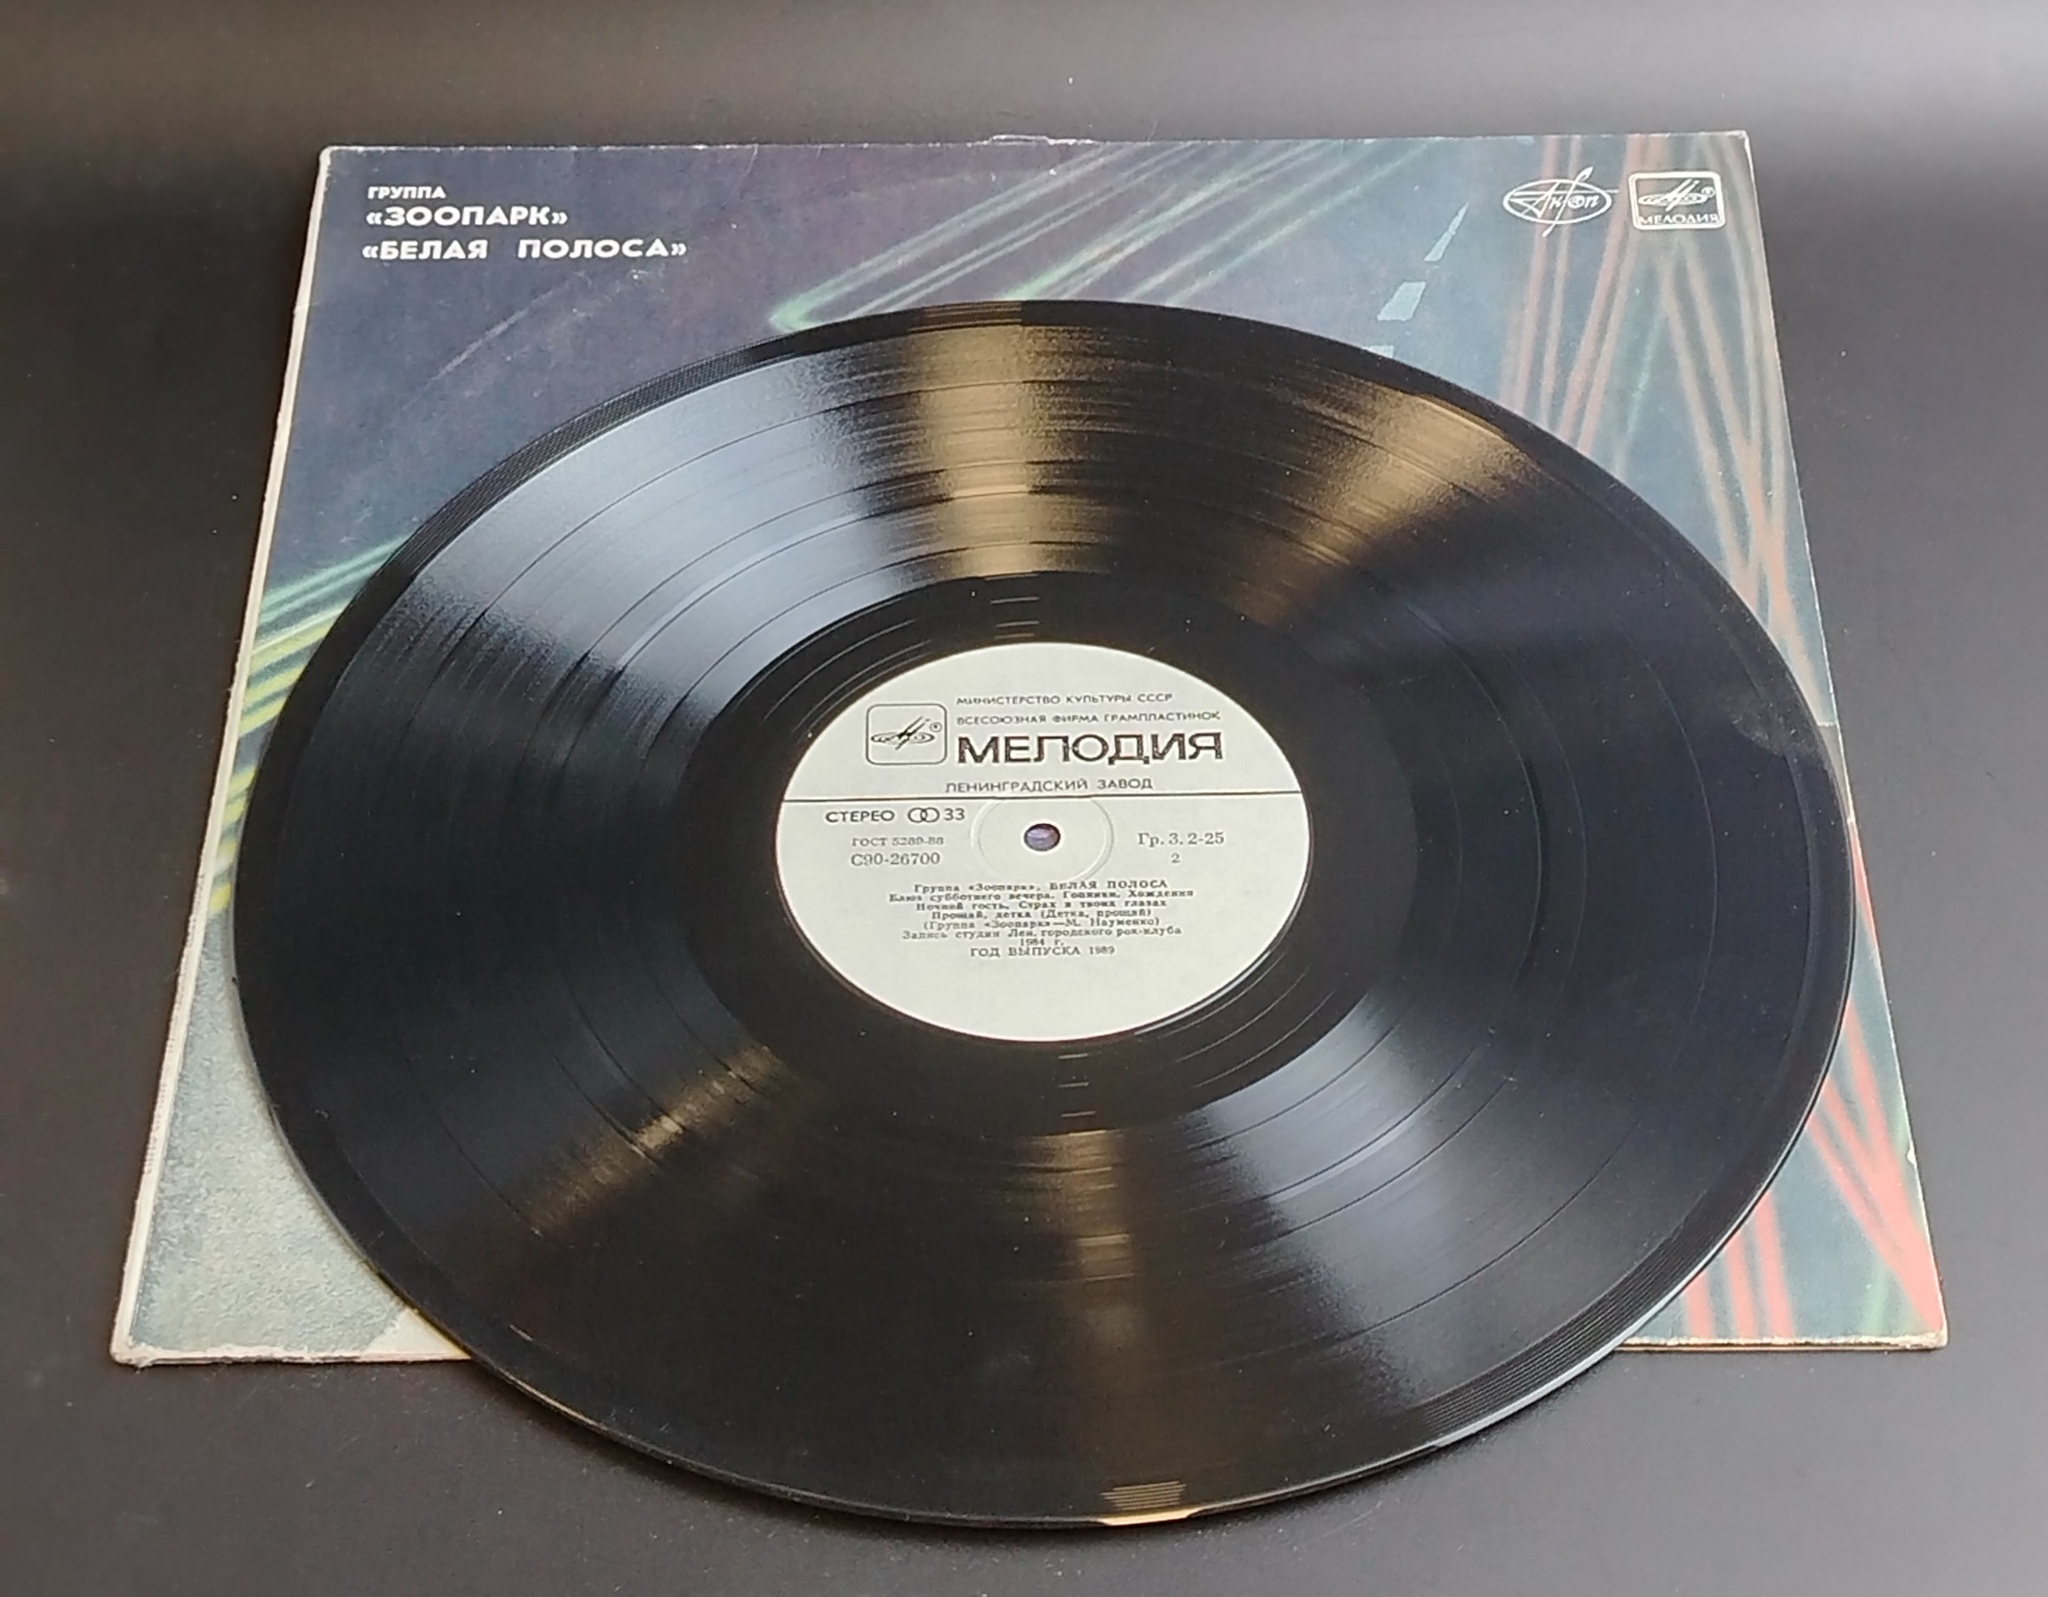 ГРУППА
«ЗООПАРК»
«БЕЛАЯ ПОЛОСА»
Акфоп
МЕЛОДИЯ
МИНИСТЕРСТВО КУЛЬТУРЫ СССР
ВСЕСОЮЗНАЯ ФИРМА ГРАМПЛАСТИНОК
МЕЛОДИЯ
ЛЕНИНГРАДСКИЙ ЗАВОД
СТЕРЕО 33
ГОСТ 5289-88
С90-26700
Гр. 3. 2-25
2
Группа «Зоопарк». БЕЛАЯ ПОЛОСА
Блюз субботнего вечера. Гопники. Хождения
Ночной гость. Страх в твоих глазах
Прощай, детка (Детка, прощай)
(Группа «Зоопарк»—М. Науменко)
Запись студии Лен. городского рок-клуба
1984 г.
ГОД ВЫПУСКА 1989